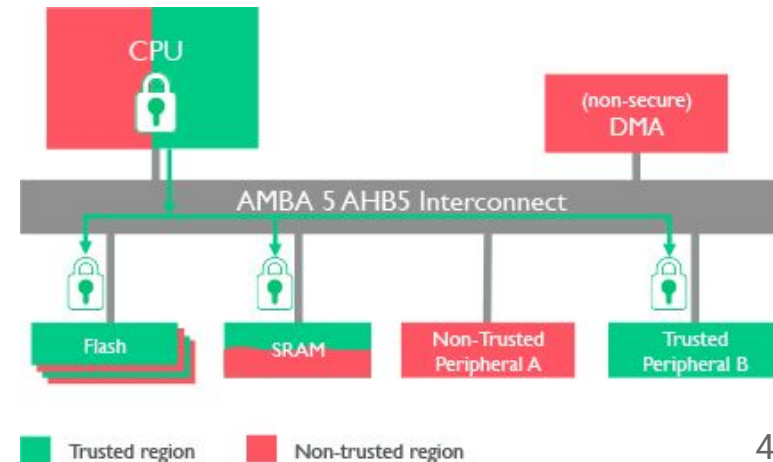 CPU
(non-secure)
DMA
AMBA 5 AHB5 Interconnect
Flash
SRAM
Non-Trusted
Peripheral A
Trusted
Peripheral B
Trusted region
Non-trusted region
4